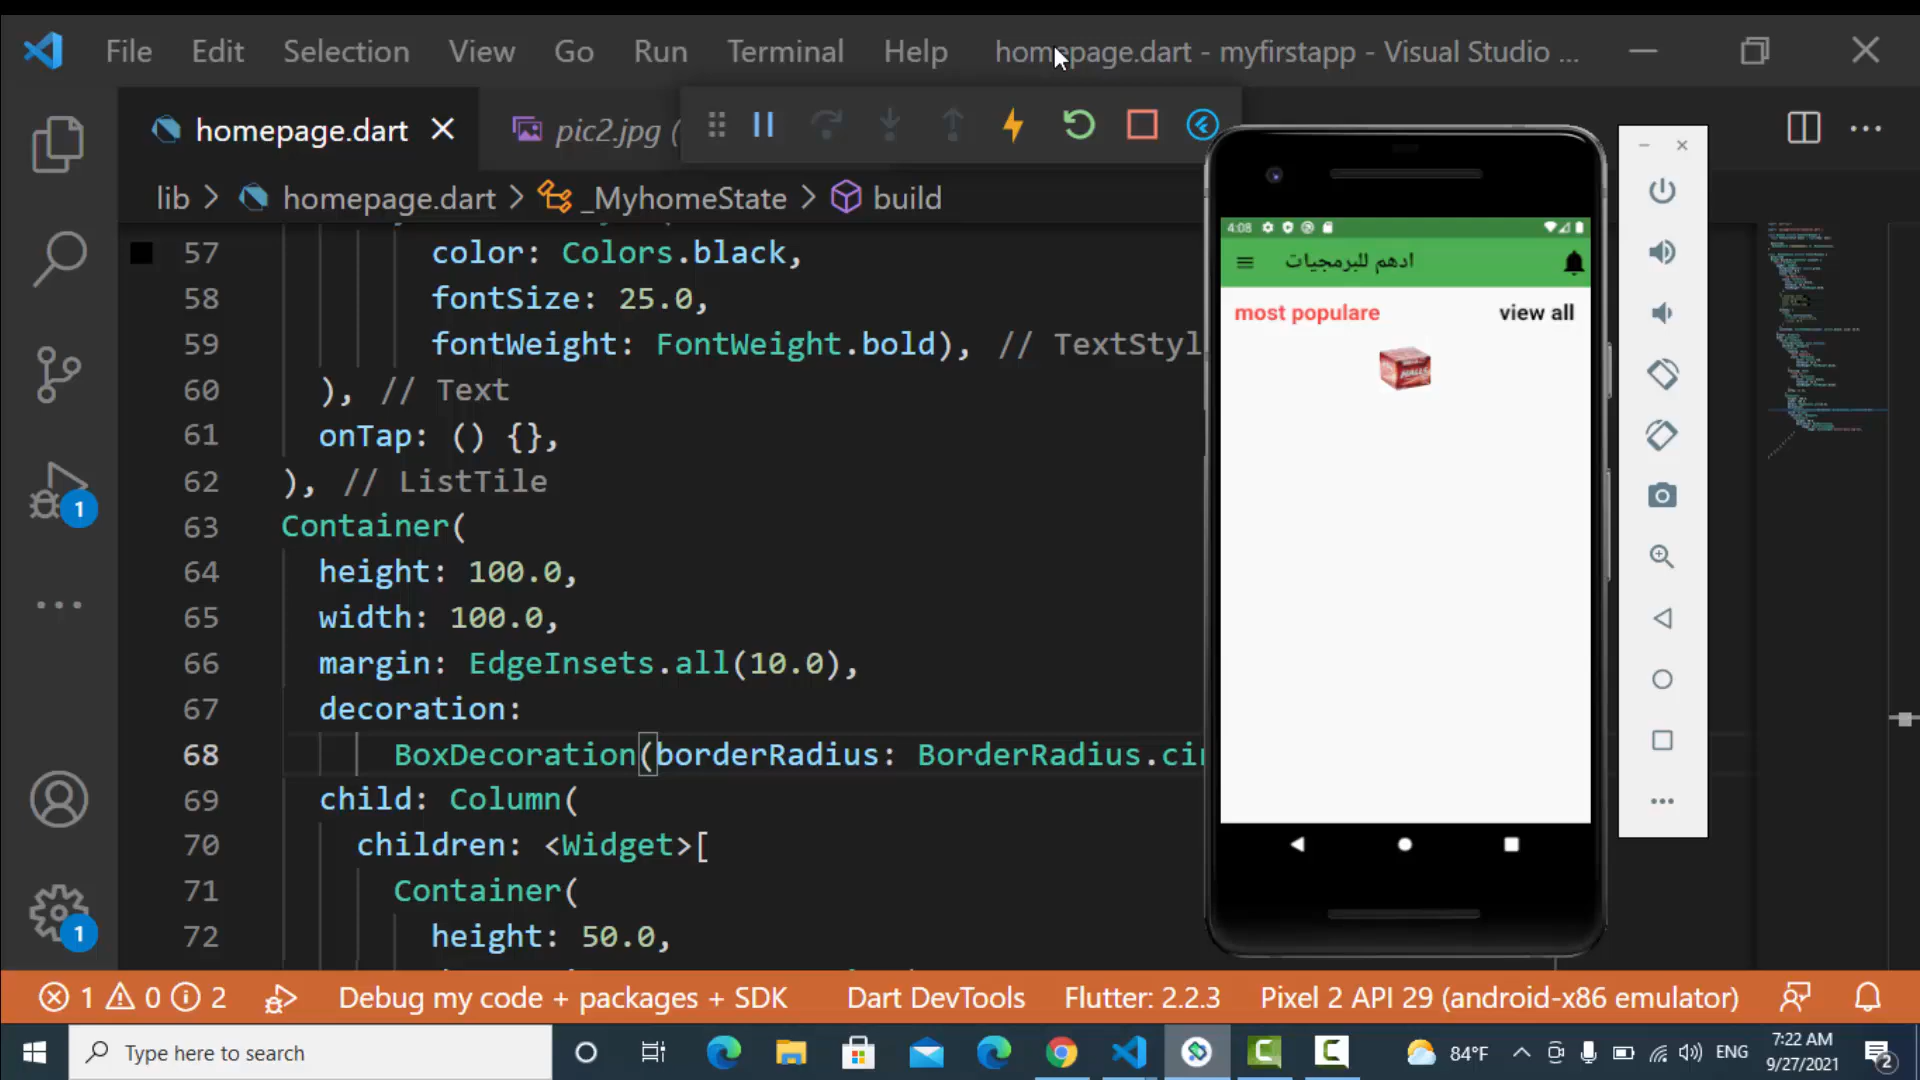 File Edit Selection View Go Run Terminal Help homepage.dart - myfirstapp - Visual Studio ...
homepage.dart pic2.jpg (
lib > homepage.dart > _MyhomeState > build
57 color: Colors.black,
58 fontSize: 25.0,
59 fontWeight: FontWeight.bold), // TextStyl
60 ), // Text
61 onTap: () {},
62 ), // ListTile
63 Container(
64 height: 100.0,
65 width: 100.0,
66 margin: EdgeInsets.all(10.0),
67 decoration:
68 BoxDecoration(borderRadius: BorderRadius.cir
69 child: Column(
70 children: <Widget>[
71 Container(
72 height: 50.0,
4:08
ادهم للبرمجيات
most populare view all
HALLS
1
1
1 0 2 Debug my code + packages + SDK Dart DevTools Flutter: 2.2.3 Pixel 2 API 29 (android-x86 emulator)
Type here to search 84°F ENG 7:22 AM
9/27/2021 2